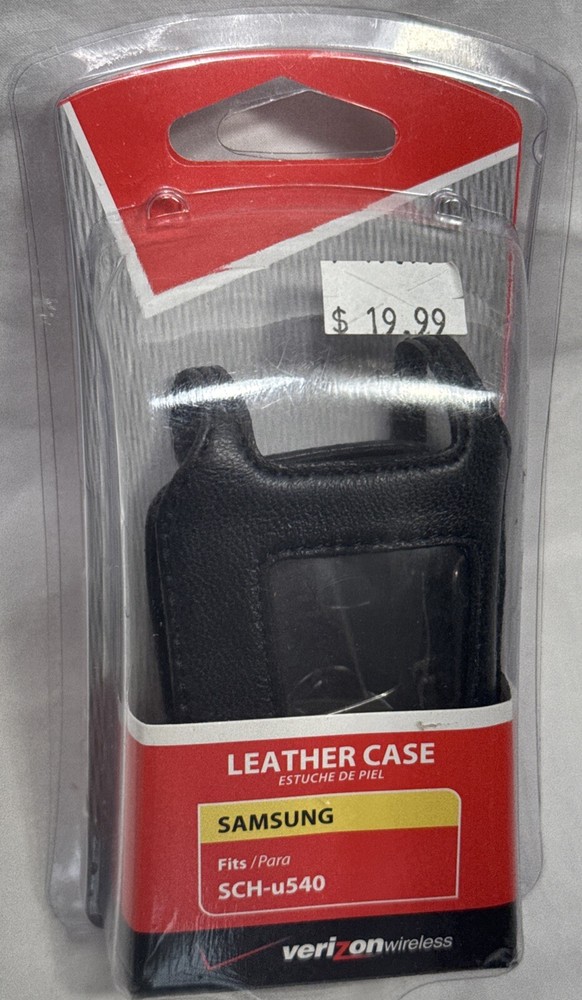 $ 19.99
LEATHER CASE
ESTUCHE DE PIEL
SAMSUNG
Fits /Para
SCH-u540
verizonwireless